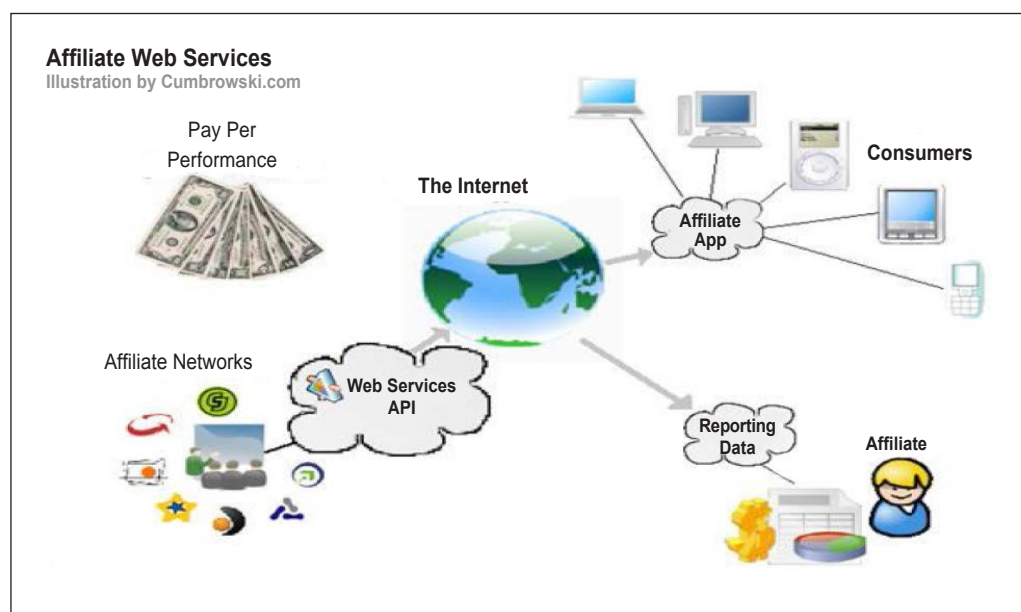 Affiliate Web Services
Illustration by Cumbrowski.com
Pay Per
Performance
The Internet
Consumers
Affiliate
App
Affiliate Networks
Web Services
API
Reporting
Data
Affiliate